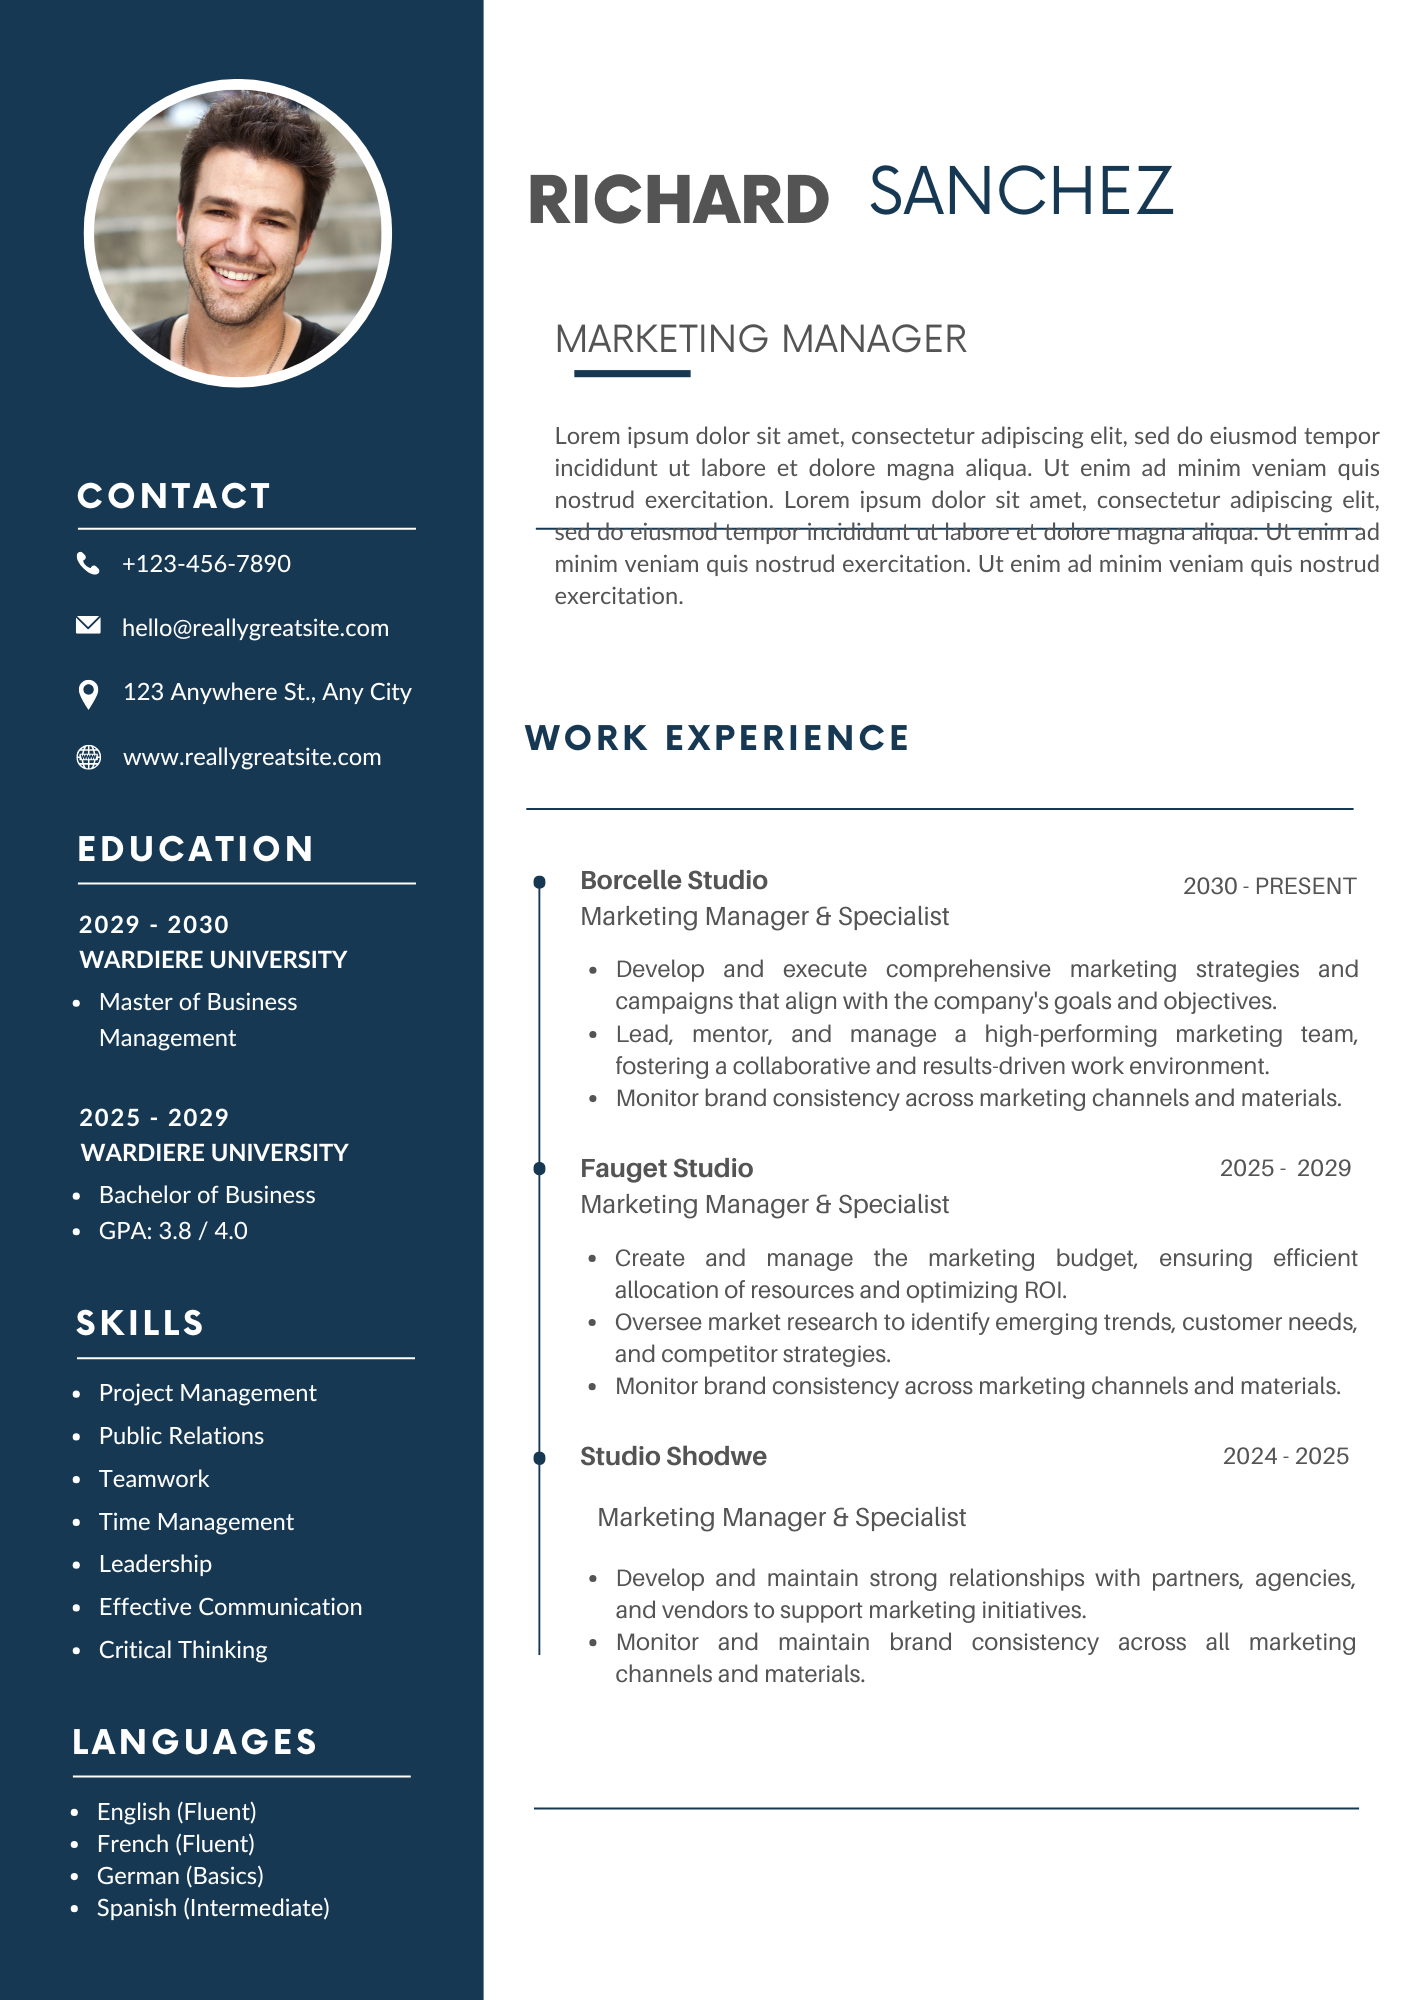 RICHARD SANCHEZ
MARKETING MANAGER
Lorem ipsum dolor sit amet, consectetur adipiscing elit, sed do eiusmod tempor
incididunt ut labore et dolore magna aliqua. Ut enim ad minim veniam quis
nostrud exercitation. Lorem ipsum dolor sit amet, consectetur adipiscing elit,
sed do eiusmod tempor incididunt ut labore et dolore magna aliqua. Ut enim ad
minim veniam quis nostrud exercitation. Ut enim ad minim veniam quis nostrud
exercitation.
CONTACT
+123-456-7890
hello@reallygreatsite.com
123 Anywhere St., Any City
www.reallygreatsite.com
EDUCATION
2029 - 2030
WARDIERE UNIVERSITY
• Master of Business
Management
2025 - 2029
WARDIERE UNIVERSITY
• Bachelor of Business
• GPA: 3.8 / 4.0
SKILLS
• Project Management
• Public Relations
• Teamwork
• Time Management
• Leadership
• Effective Communication
• Critical Thinking
LANGUAGES
• English (Fluent)
• French (Fluent)
• German (Basics)
• Spanish (Intermediate)
WORK EXPERIENCE
Borcelle Studio 2030 - PRESENT
Marketing Manager & Specialist
• Develop and execute comprehensive marketing strategies and
campaigns that align with the company's goals and objectives.
• Lead, mentor, and manage a high-performing marketing team,
fostering a collaborative and results-driven work environment.
• Monitor brand consistency across marketing channels and materials.
Fauget Studio 2025 - 2029
Marketing Manager & Specialist
• Create and manage the marketing budget, ensuring efficient
allocation of resources and optimizing ROI.
• Oversee market research to identify emerging trends, customer needs,
and competitor strategies.
• Monitor brand consistency across marketing channels and materials.
Studio Shodwe 2024 - 2025
Marketing Manager & Specialist
• Develop and maintain strong relationships with partners, agencies,
and vendors to support marketing initiatives.
• Monitor and maintain brand consistency across all marketing
channels and materials.